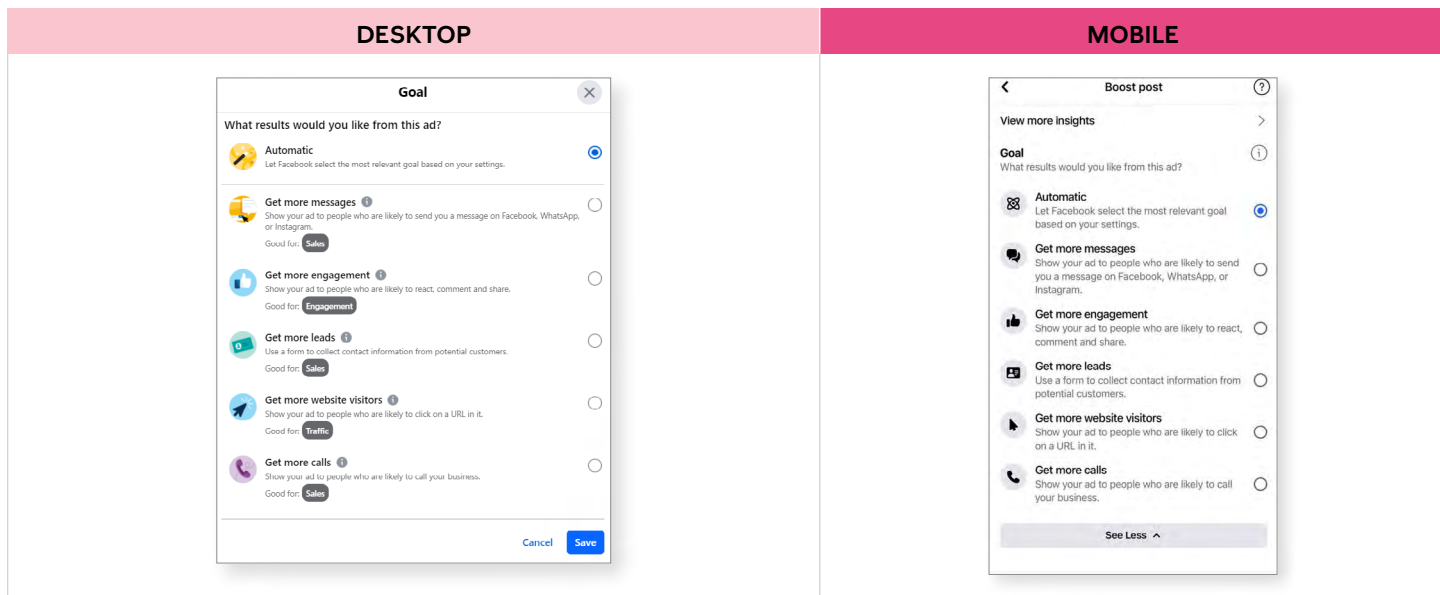 DESKTOP
Goal
What results would you like from this ad?
Automatic
Let Facebook select the most relevant goal based on your settings.
Get more messages
Show your ad to people who are likely to send you a message on Facebook, WhatsApp,
or Instagram.
Good for: Sales
Get more engagement
Show your ad to people who are likely to react, comment and share.
Good for: Engagement
Get more leads
Use a form to collect contact information from potential customers.
Good for: Sales
Get more website visitors
Show your ad to people who are likely to click on a URL in it.
Good for: Traffic
Get more calls
Show your ad to people who are likely to call your business.
Good for: Sales
Cancel Save
MOBILE
Boost post
View more insights
Goal
What results would you like from this ad?
Automatic
Let Facebook select the most relevant goal
based on your settings.
Get more messages
Show your ad to people who are likely to send
you a message on Facebook, WhatsApp, or
Instagram.
Get more engagement
Show your ad to people who are likely to react,
comment and share.
Get more leads
Use a form to collect contact information from
potential customers.
Get more website visitors
Show your ad to people who are likely to click
on a URL in it.
Get more calls
Show your ad to people who are likely to call
your business.
See Less